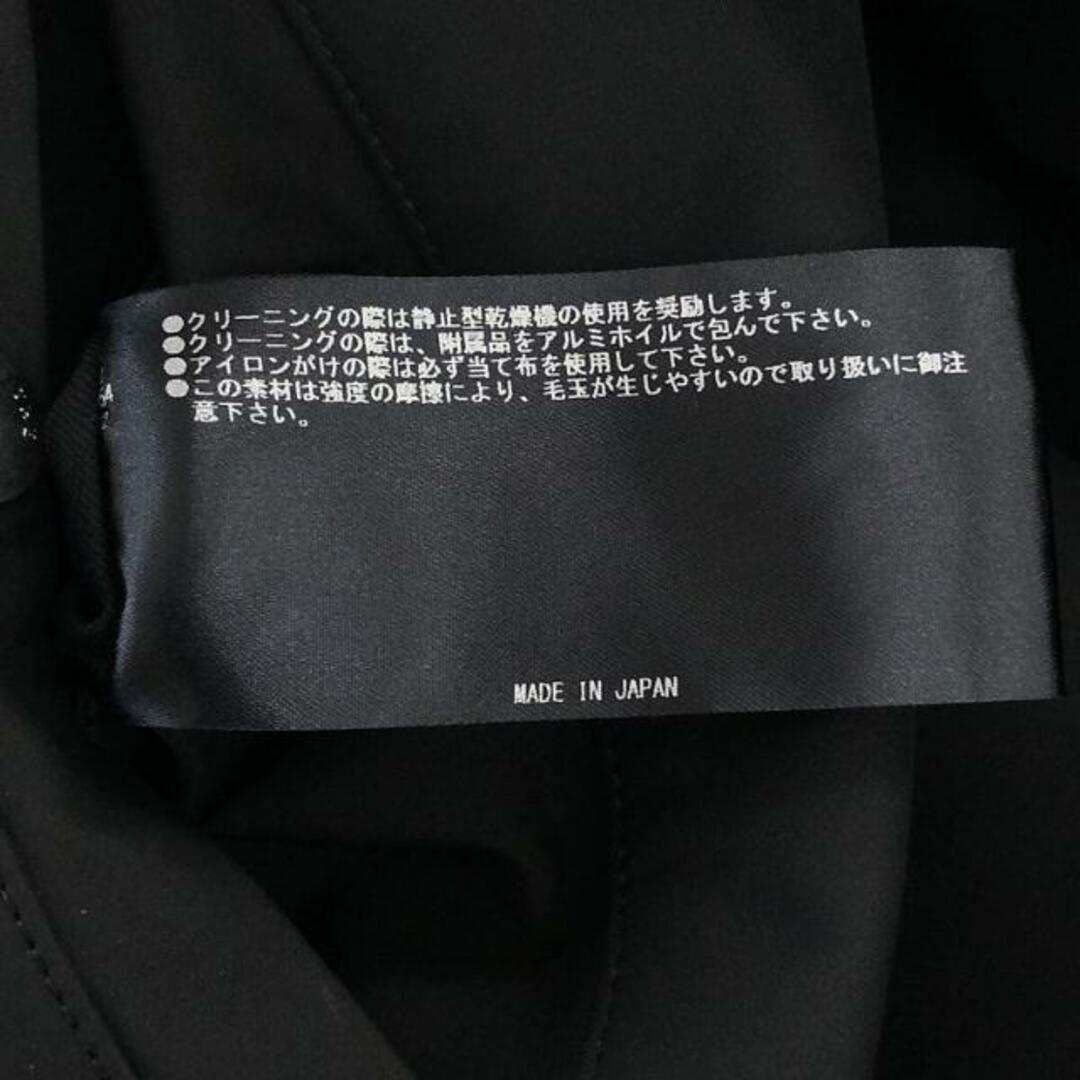 ●クリーニングの際は静止型乾燥機の使用を奨励します。
●クリーニングの際は、附属品をアルミホイルで包んで下さい。
●アイロンがけの際は必ず当て布を使用して下さい。
●この素材は強度の摩擦により、毛玉が生じやすいので取り扱いに御注
意下さい。
MADE IN JAPAN